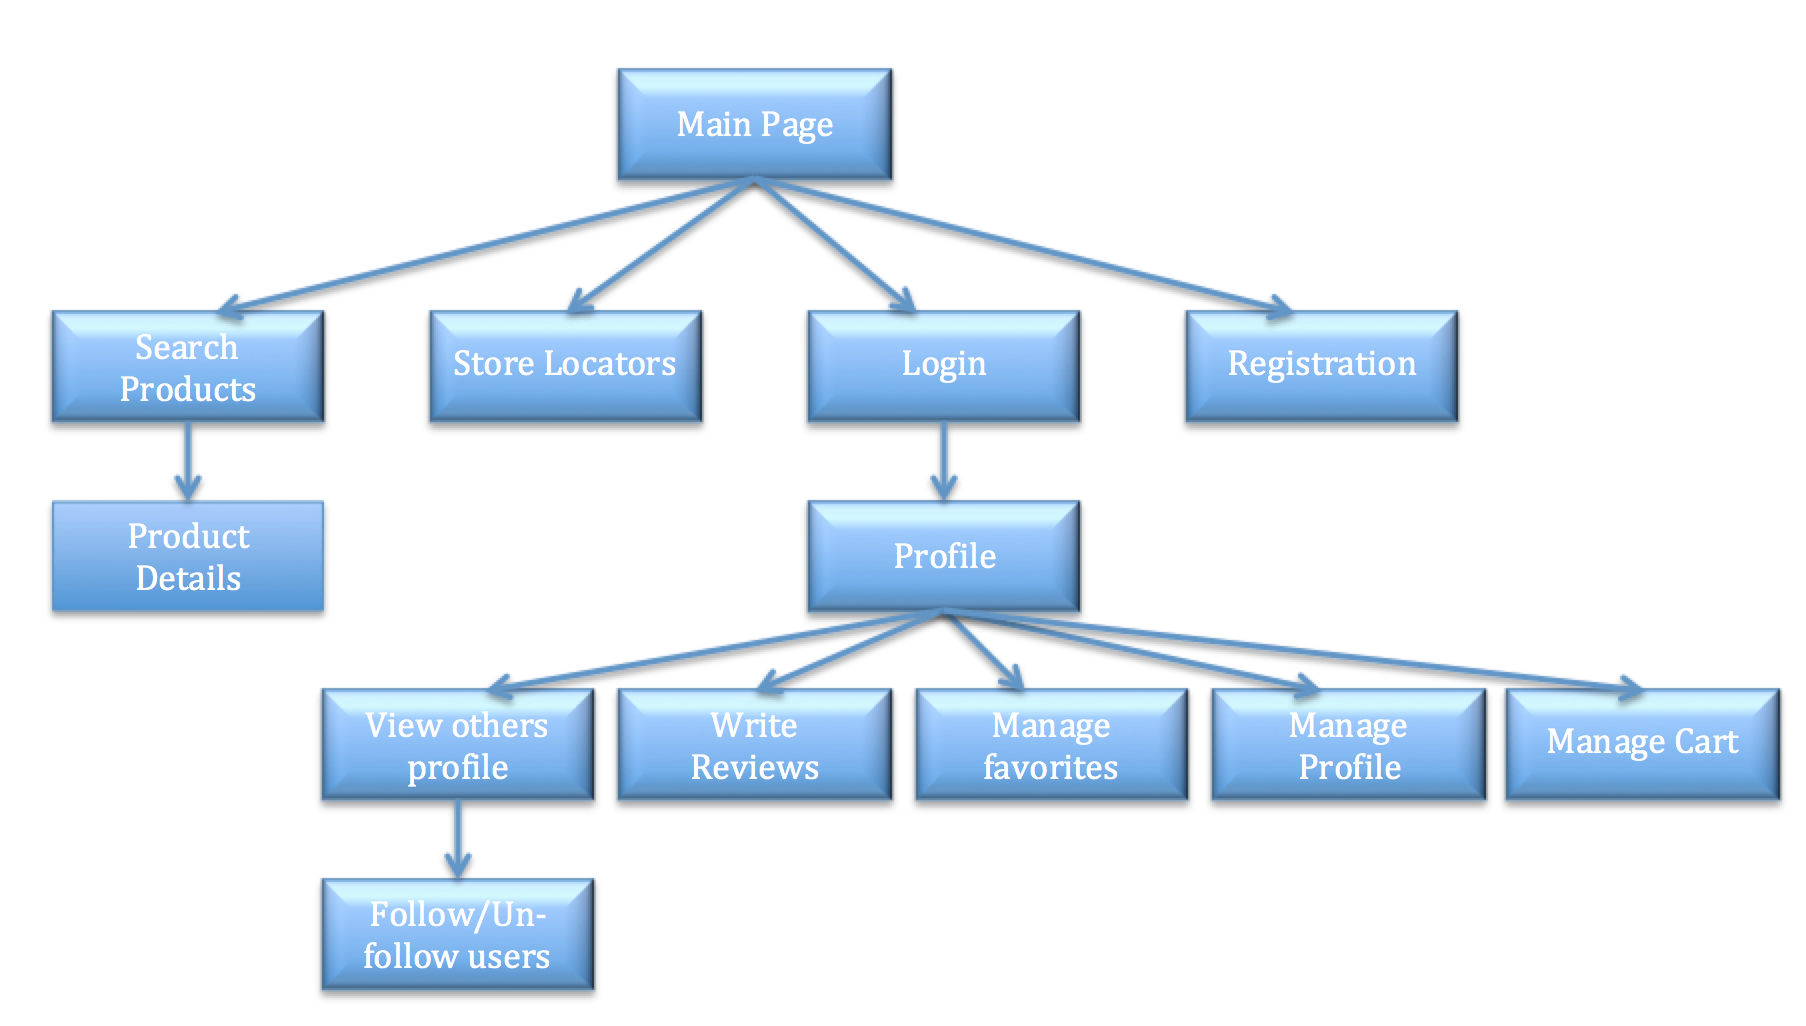 Main Page
Search
Products
Store Locators
Login
Registration
Product
Details
Profile
View others
profile
Write
Reviews
Manage
favorites
Manage
Profile
Manage Cart
Follow/Un-
follow users